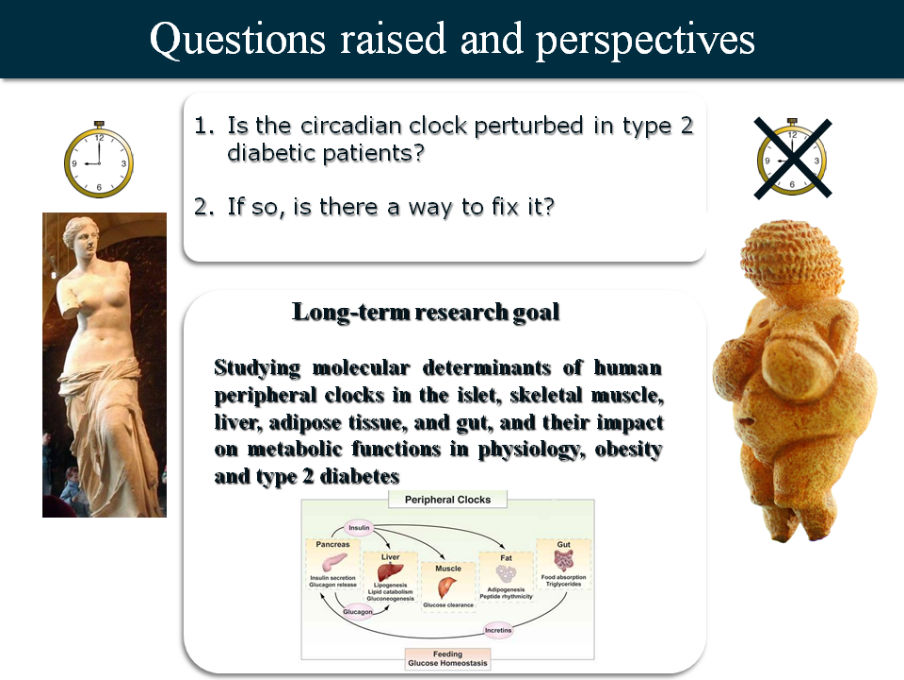 Questions raised and perspectives
1. Is the circadian clock perturbed in type 2
diabetic patients?
2. If so, is there a way to fix it?
12
9
3
6
12
9
3
6
Long-term research goal
Studying molecular determinants of human
peripheral clocks in the islet, skeletal muscle,
liver, adipose tissue, and gut, and their impact
on metabolic functions in physiology, obesity
and type 2 diabetes
Peripheral Clocks
Insulin
Pancreas
Insulin secretion
Glucagon release
Liver
Lipogenesis
Lipid catabolism
Gluconeogenesis
Muscle
Glucose clearance
Fat
Adipogenesis
Peptide rhythmicity
Gut
Food absorption
Triglycerides
Glucagon
Incretins
Feeding
Glucose Homeostasis